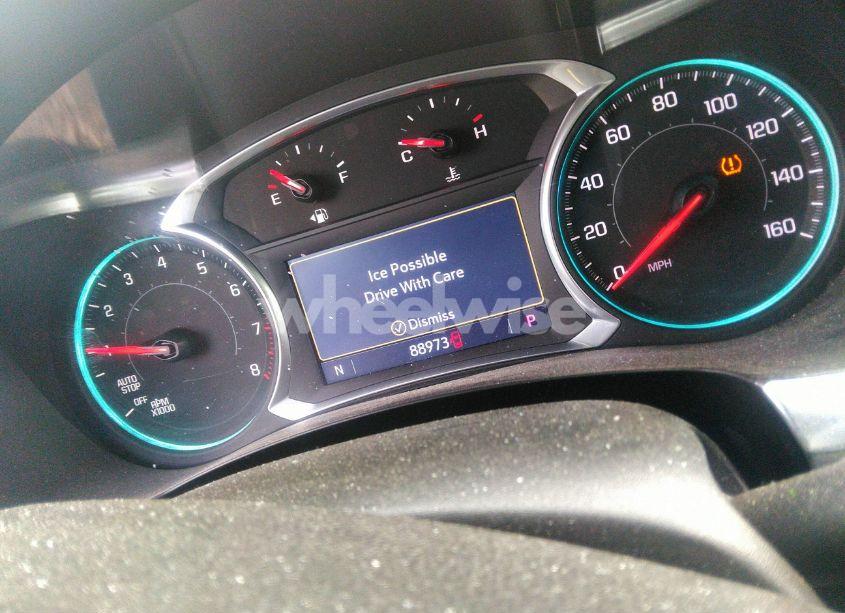 E
F
C
H
1
2
3
4
5
6
7
8
AUTO
STOP
OFF
RPM
X1000
Ice Possible
Drive With Care
Dismiss
88973
N
P
0
20
40
60
80
100
120
140
160
MPH
wheelwise